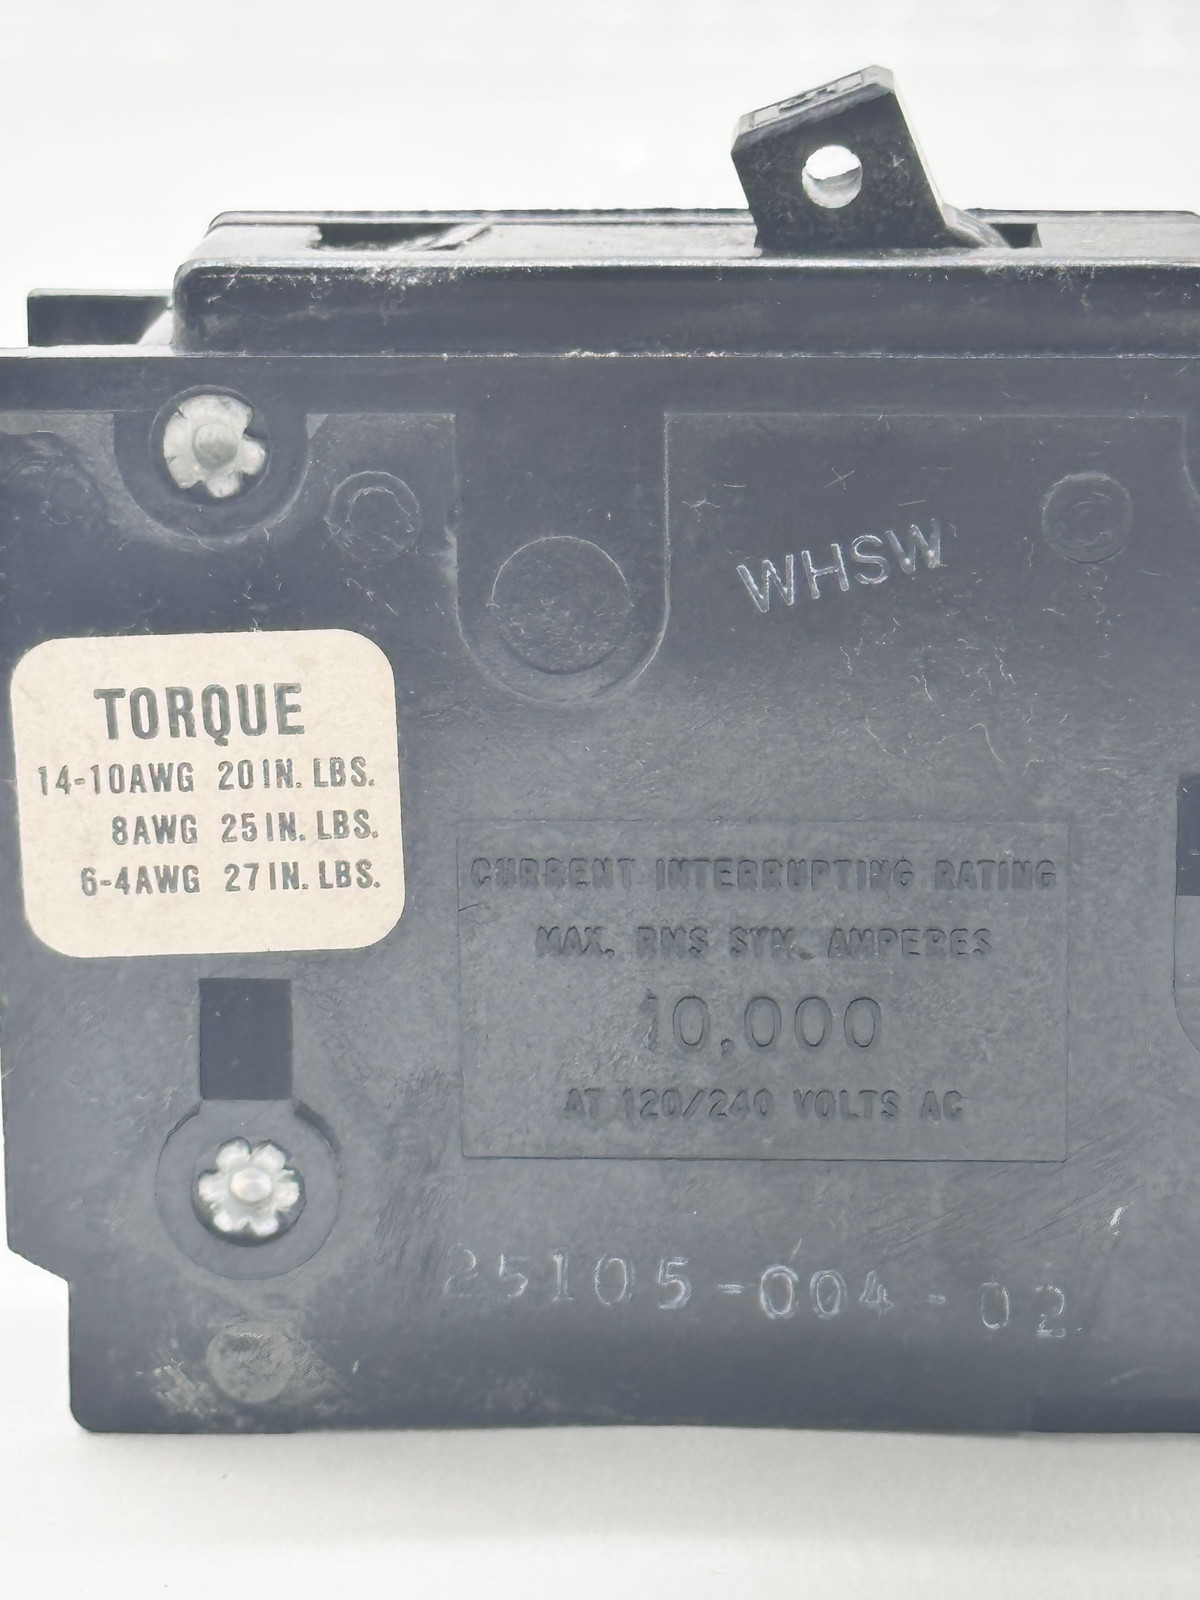 WHSW
TORQUE
14-10AWG 20IN. LBS.
8AWG 25IN. LBS.
6-4AWG 27IN. LBS.
CURRENT INTERRUPTING RATING
MAX. RMS SYM. AMPERES
10,000
AT 120/240 VOLTS AC
25105-004-02